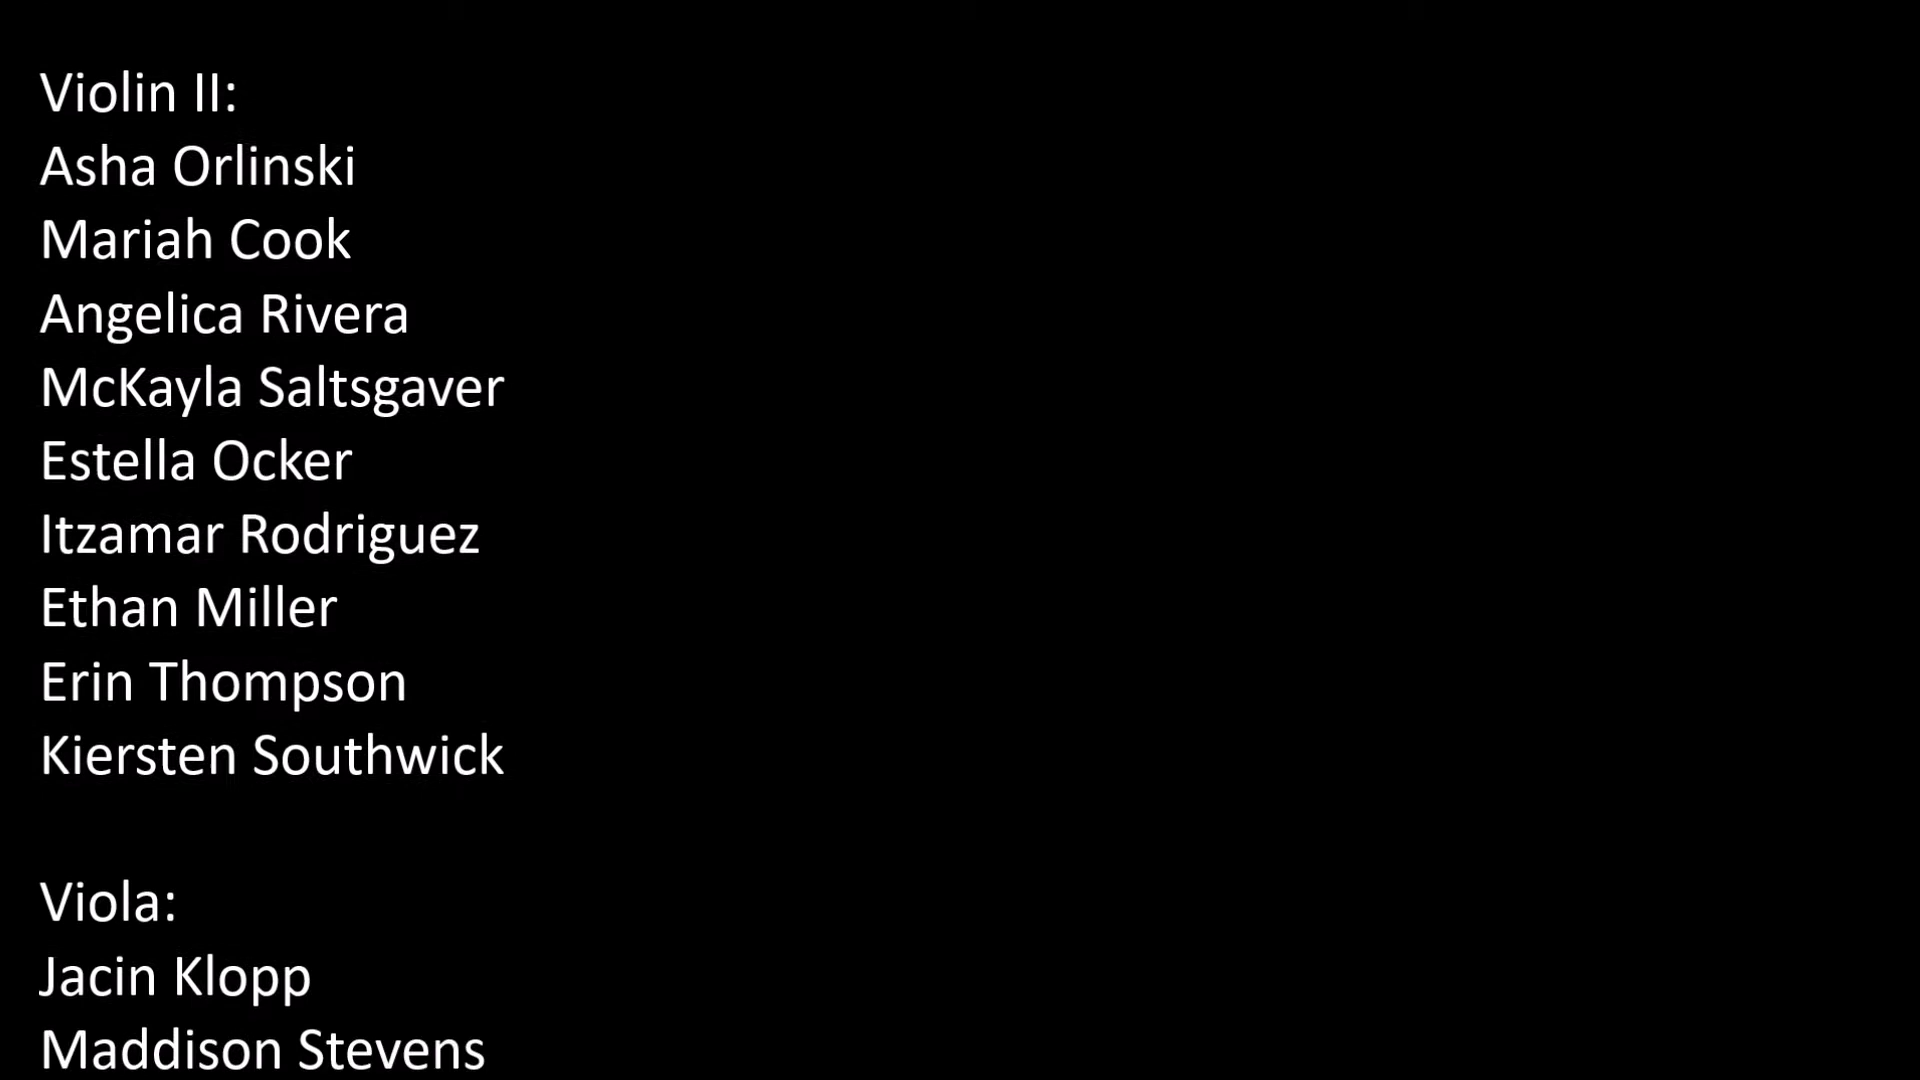 Violin II:
Asha Orlinski
Mariah Cook
Angelica Rivera
McKayla Saltsgaver
Estella Ocker
Itzamar Rodriguez
Ethan Miller
Erin Thompson
Kiersten Southwick
Viola:
Jacin Klopp
Maddison Stevens